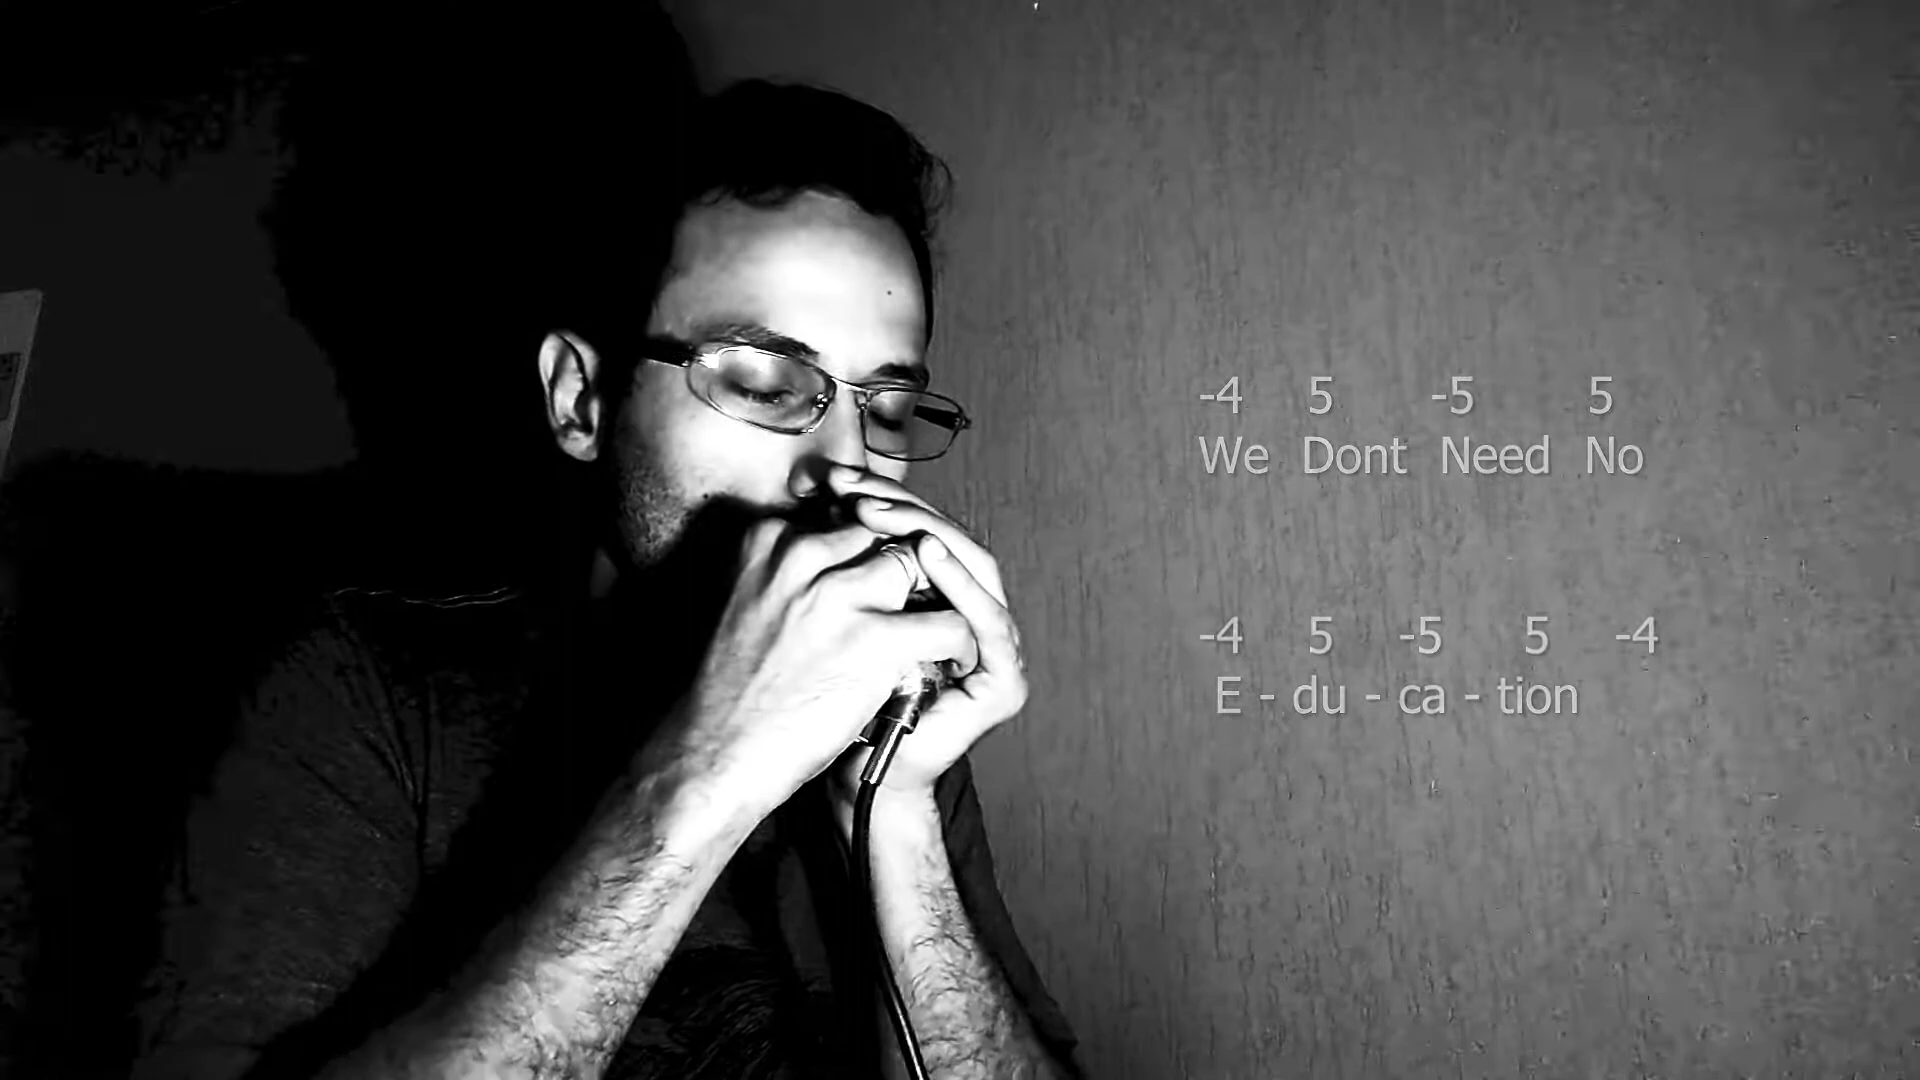 -4 5 -5 5
We Dont Need No
-4 5 -5 5 -4
E - du - ca - tion